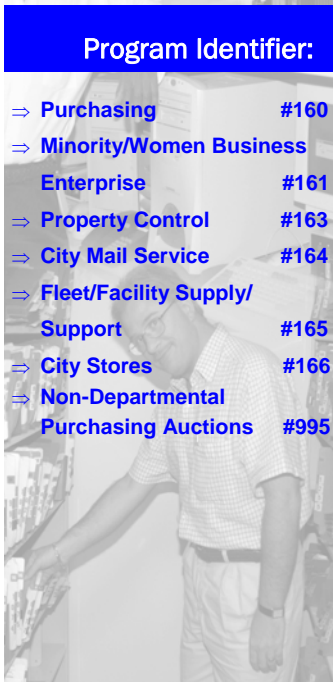 Program Identifier:
⇒ Purchasing #160
⇒ Minority/Women Business
Enterprise #161
⇒ Property Control #163
⇒ City Mail Service #164
⇒ Fleet/Facility Supply/
Support #165
⇒ City Stores #166
⇒ Non-Departmental
Purchasing Auctions #995